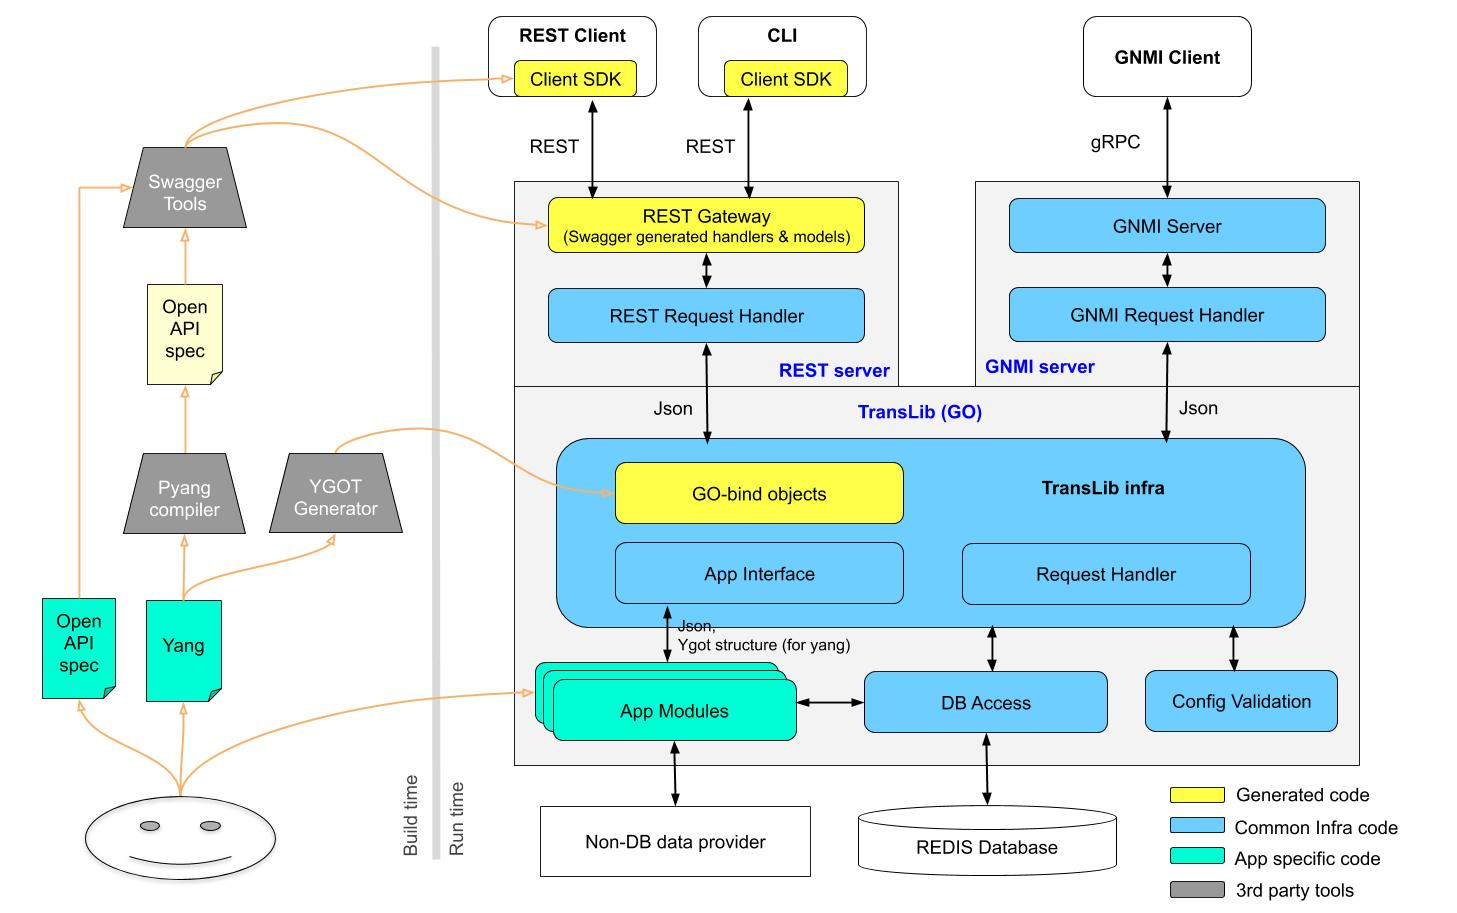 REST Client
Client SDK
CLI
Client SDK
GNMI Client
REST
REST
gRPC
Swagger
Tools
REST Gateway
(Swagger generated handlers & models)
GNMI Server
Open
API
spec
REST Request Handler
GNMI Request Handler
REST server
GNMI server
Json
TransLib (GO)
Json
Pyang
compiler
YGOT
Generator
GO-bind objects
TransLib infra
App Interface
Request Handler
Open
API
spec
Yang
Json,
Ygot structure (for yang)
App Modules
DB Access
Config Validation
Build time
Run time
Non-DB data provider
REDIS Database
Generated code
Common Infra code
App specific code
3rd party tools